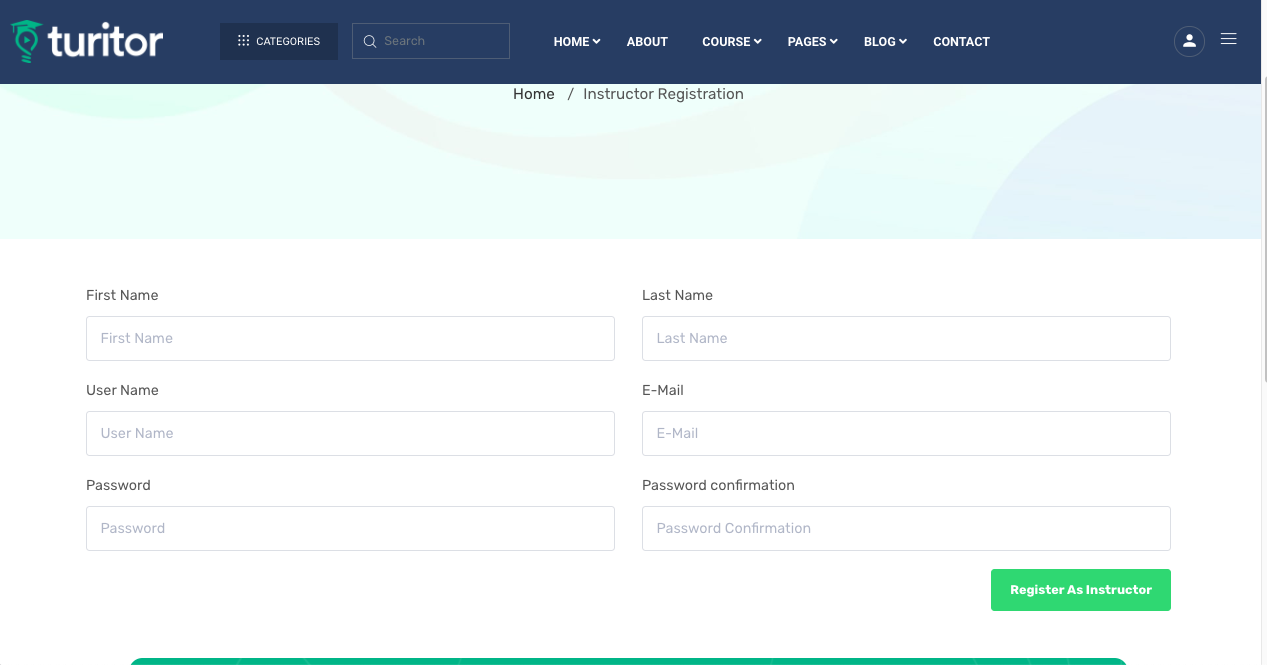 turitor
CATEGORIES
Search
HOME
ABOUT
COURSE
PAGES
BLOG
CONTACT
Home / Instructor Registration
First Name
Last Name
First Name
Last Name
User Name
E-Mail
User Name
E-Mail
Password
Password confirmation
Password
Password Confirmation
Register As Instructor